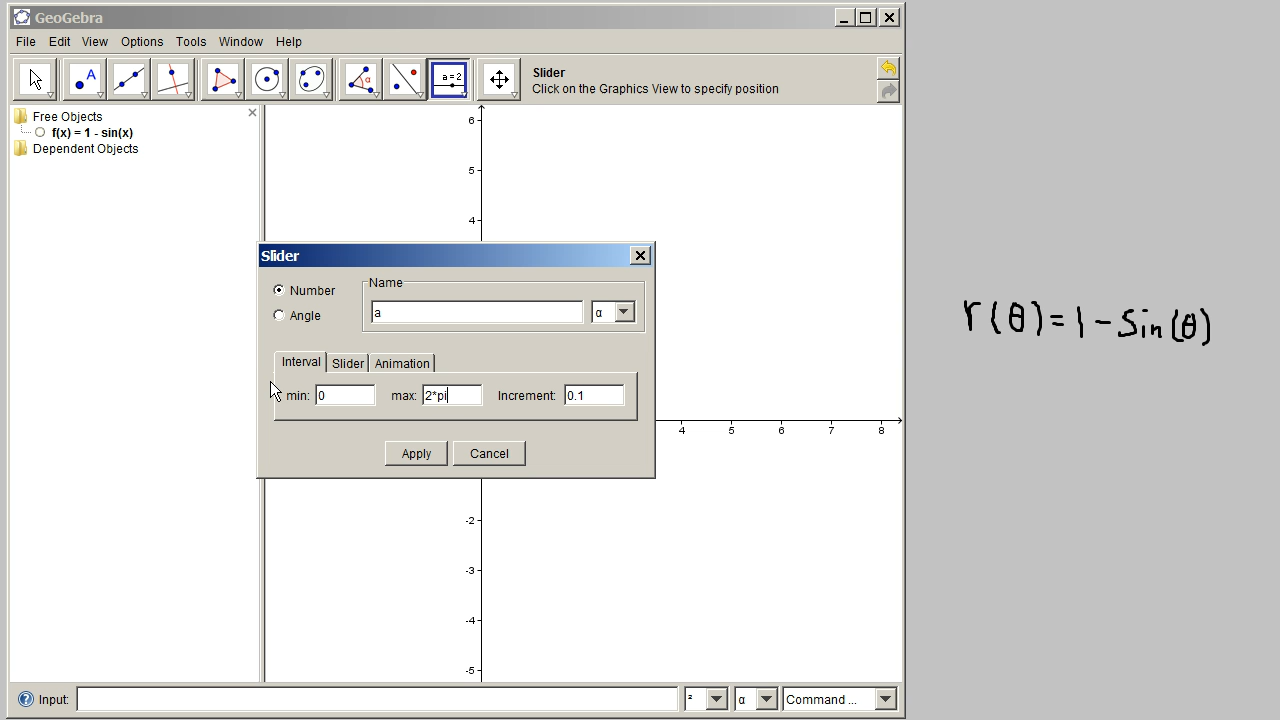 GeoGebra
File Edit View Options Tools Window Help
A
α
a = 2
Slider
Click on the Graphics View to specify position
Free Objects
f(x) = 1 - sin(x)
Dependent Objects
6
5
4
Slider
Number
Angle
Name
a
α
Interval Slider Animation
min: 0 max: 2*pi Increment: 0.1
Apply Cancel
4 5 6 7 8
-2
-3
-4
-5
r(θ)=1-sin(θ)
Input: ² α Command ...